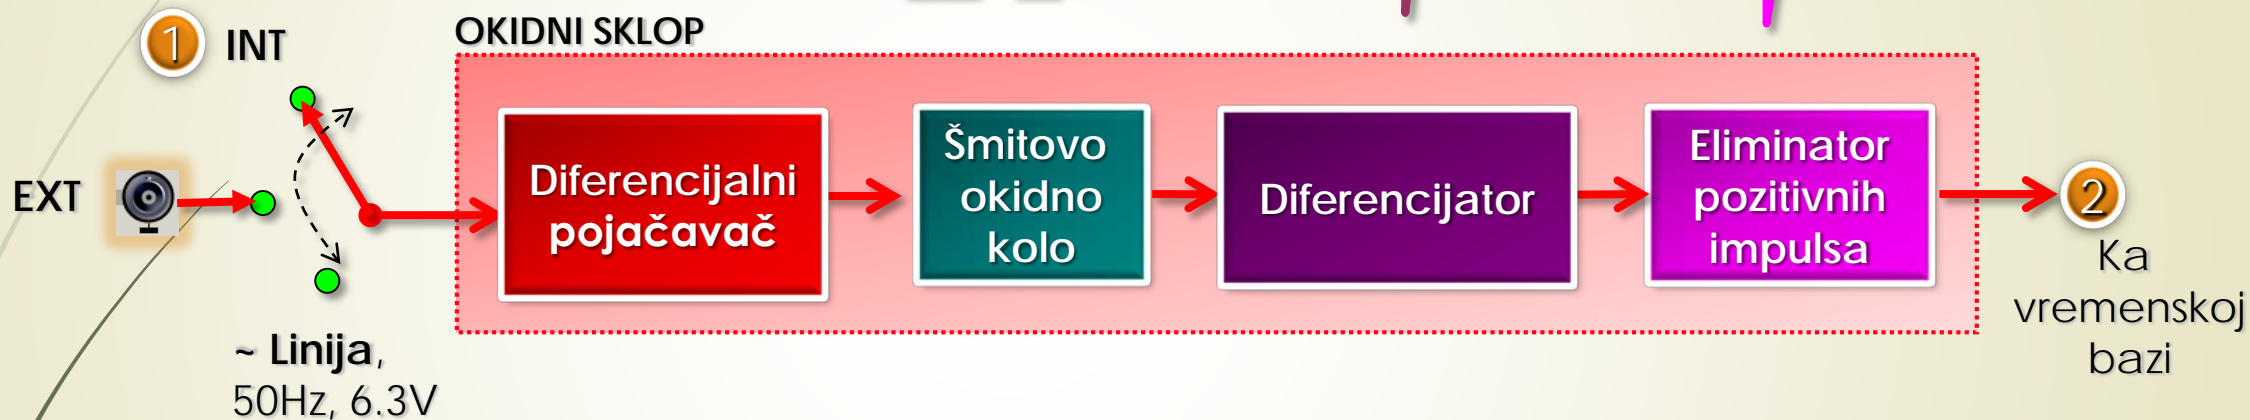 1 INT
OKIDNI SKLOP
EXT
~ Linija,
50Hz, 6.3V
Diferencijalni
pojačavač
Šmitovo
okidno
kolo
Diferencijator
Eliminator
pozitivnih
impulsa
2
Ka
vremenskoj
bazi